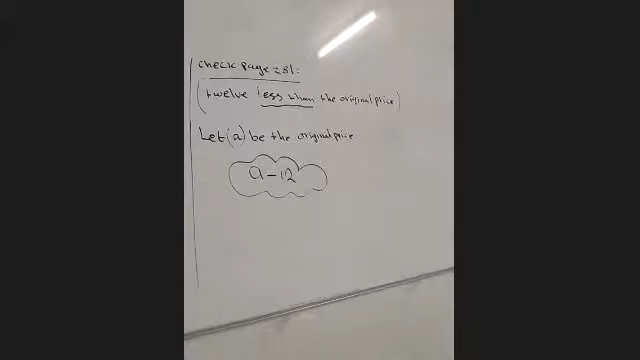 Check page 281:
(twelve less than the original price)
Let (a) be the original price
a - 12